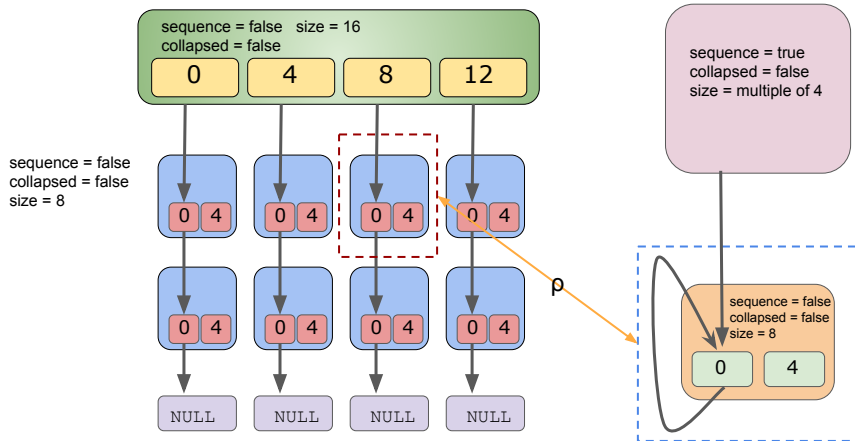 sequence = false size = 16
collapsed = false
0 4 8 12
sequence = true
collapsed = false
size = multiple of 4
sequence = false
collapsed = false
size = 8
0 4 0 4 0 4 0 4
ρ
0 4 0 4 0 4 0 4
NULL NULL NULL NULL
sequence = false
collapsed = false
size = 8
0 4